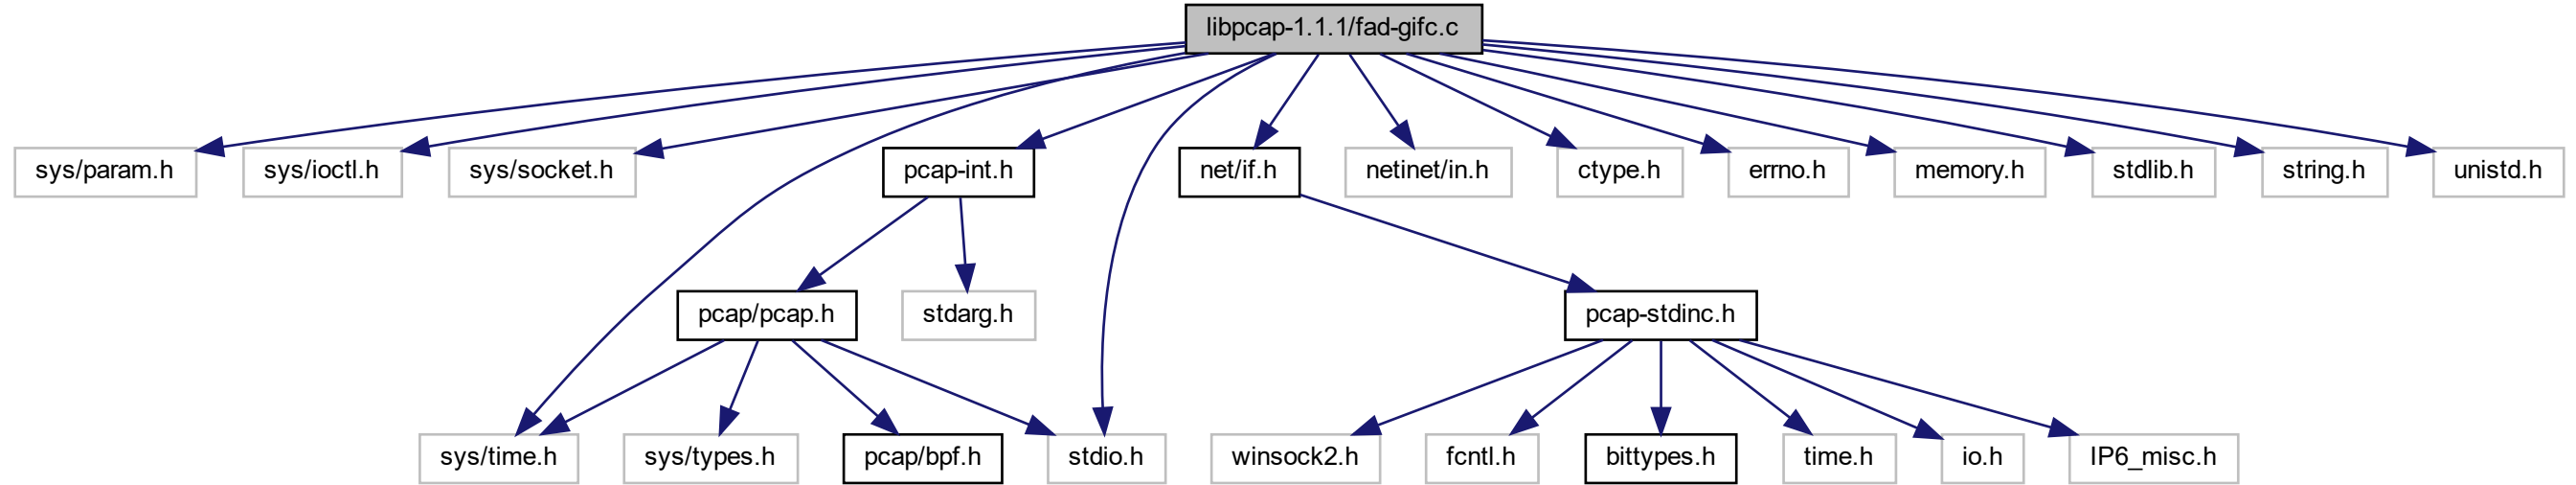 libpcap-1.1.1/fad-gifc.c
sys/param.h
sys/ioctl.h
sys/socket.h
pcap-int.h
net/if.h
netinet/in.h
ctype.h
errno.h
memory.h
stdlib.h
string.h
unistd.h
pcap/pcap.h
stdarg.h
pcap-stdinc.h
sys/time.h
sys/types.h
pcap/bpf.h
stdio.h
winsock2.h
fcntl.h
bittypes.h
time.h
io.h
IP6_misc.h